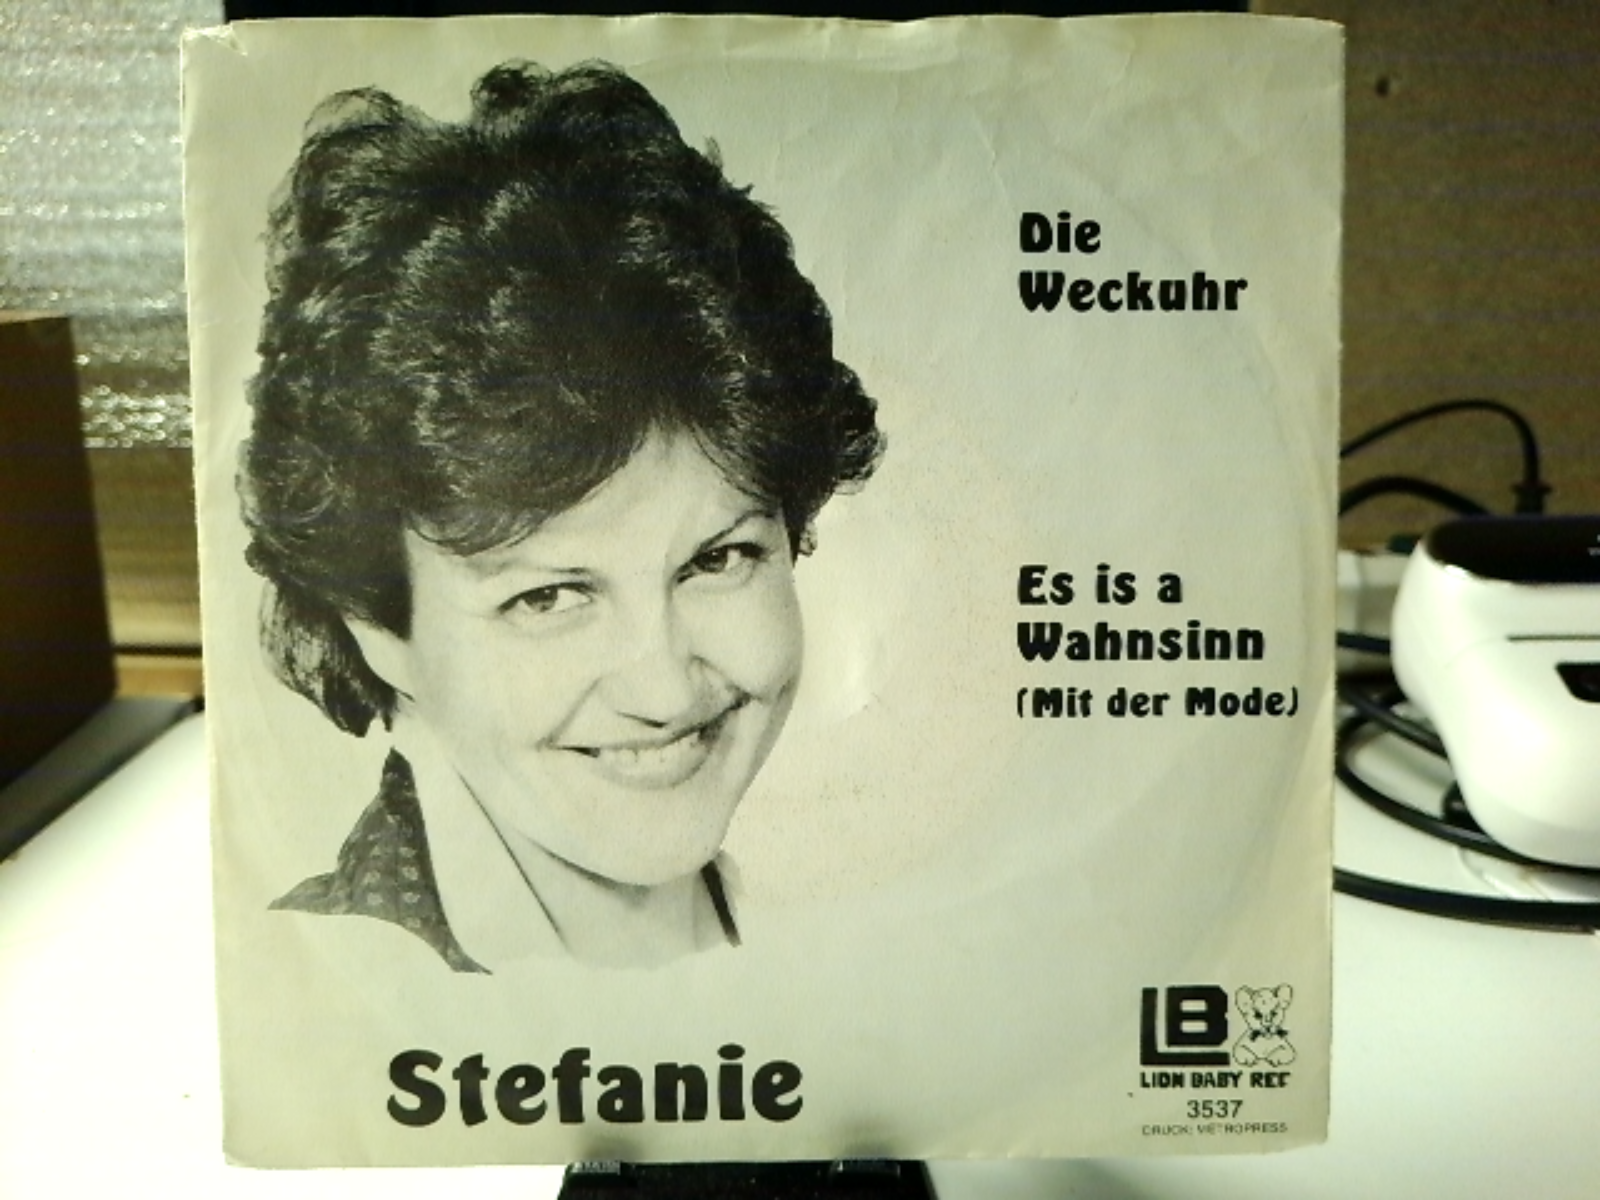 Die
Weckuhr
Es is a
Wahnsinn
(Mit der Mode)
Stefanie
LB
LION BABY REC
3537
DRUCK: METROPRESS